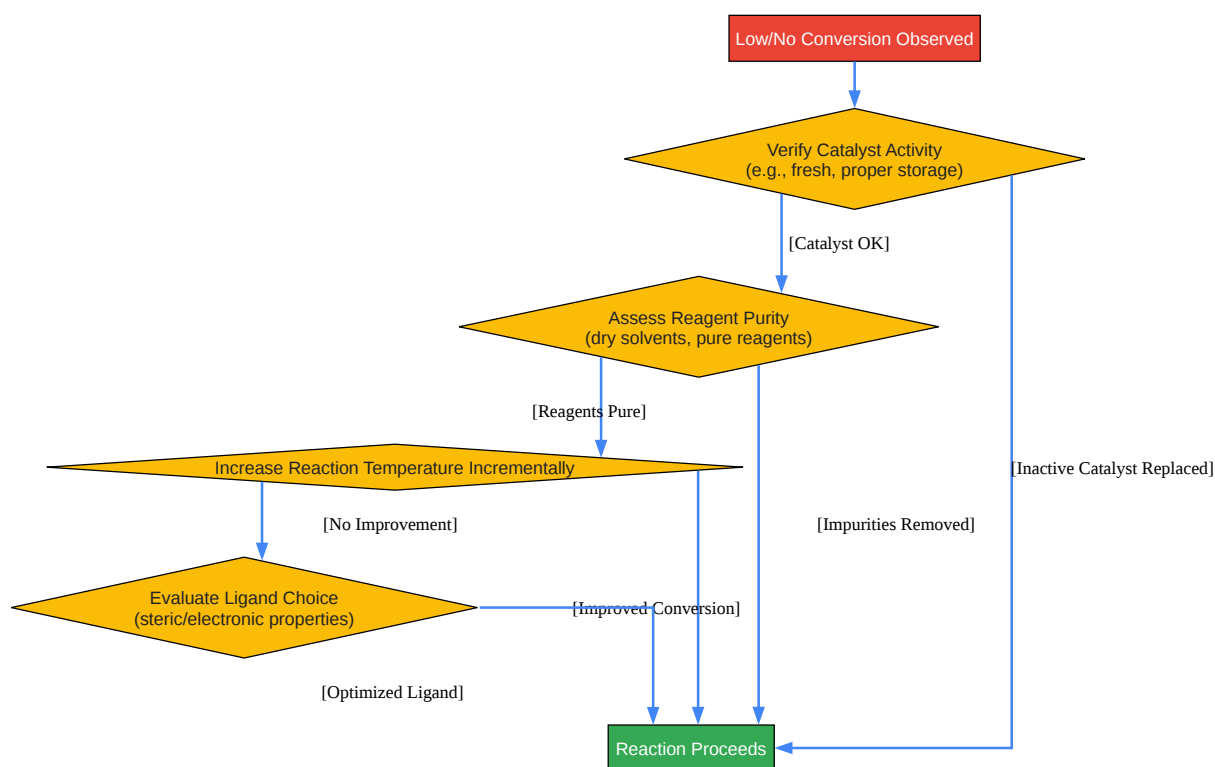 Low/No Conversion Observed
Verify Catalyst Activity
(e.g., fresh, proper storage)
[Catalyst OK]
Assess Reagent Purity
(dry solvents, pure reagents)
[Reagents Pure]
Increase Reaction Temperature Incrementally
[Inactive Catalyst Replaced]
[No Improvement]
[Impurities Removed]
Evaluate Ligand Choice
(steric/electronic properties)
[Improved Conversion]
[Optimized Ligand]
Reaction Proceeds